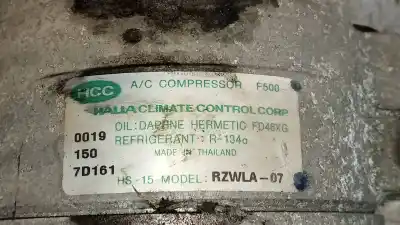 HCC A/C COMPRESSOR F500
HALLA CLIMATE CONTROL CORP
OIL: DAPHNE HERMETIC FD46XG
0019 REFRIGERANT: R-134a
150 MADE IN THAILAND
7D161
HS-15 MODEL: RZWLA-07